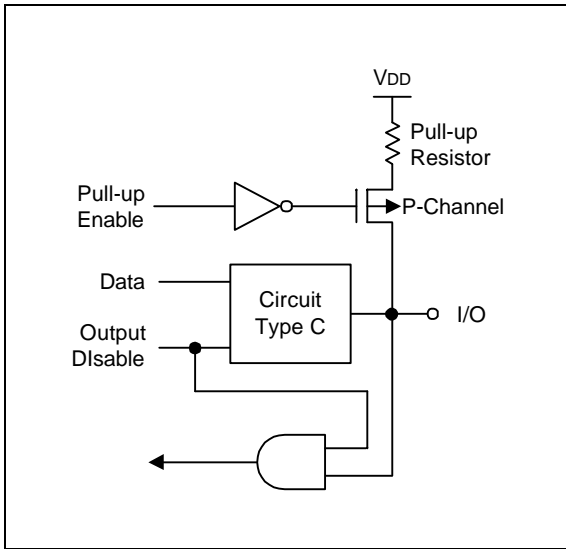 VDD
Pull-up
Resistor
Pull-up
Enable
P-Channel
Data
Circuit
Type C
I/O
Output
DIsable